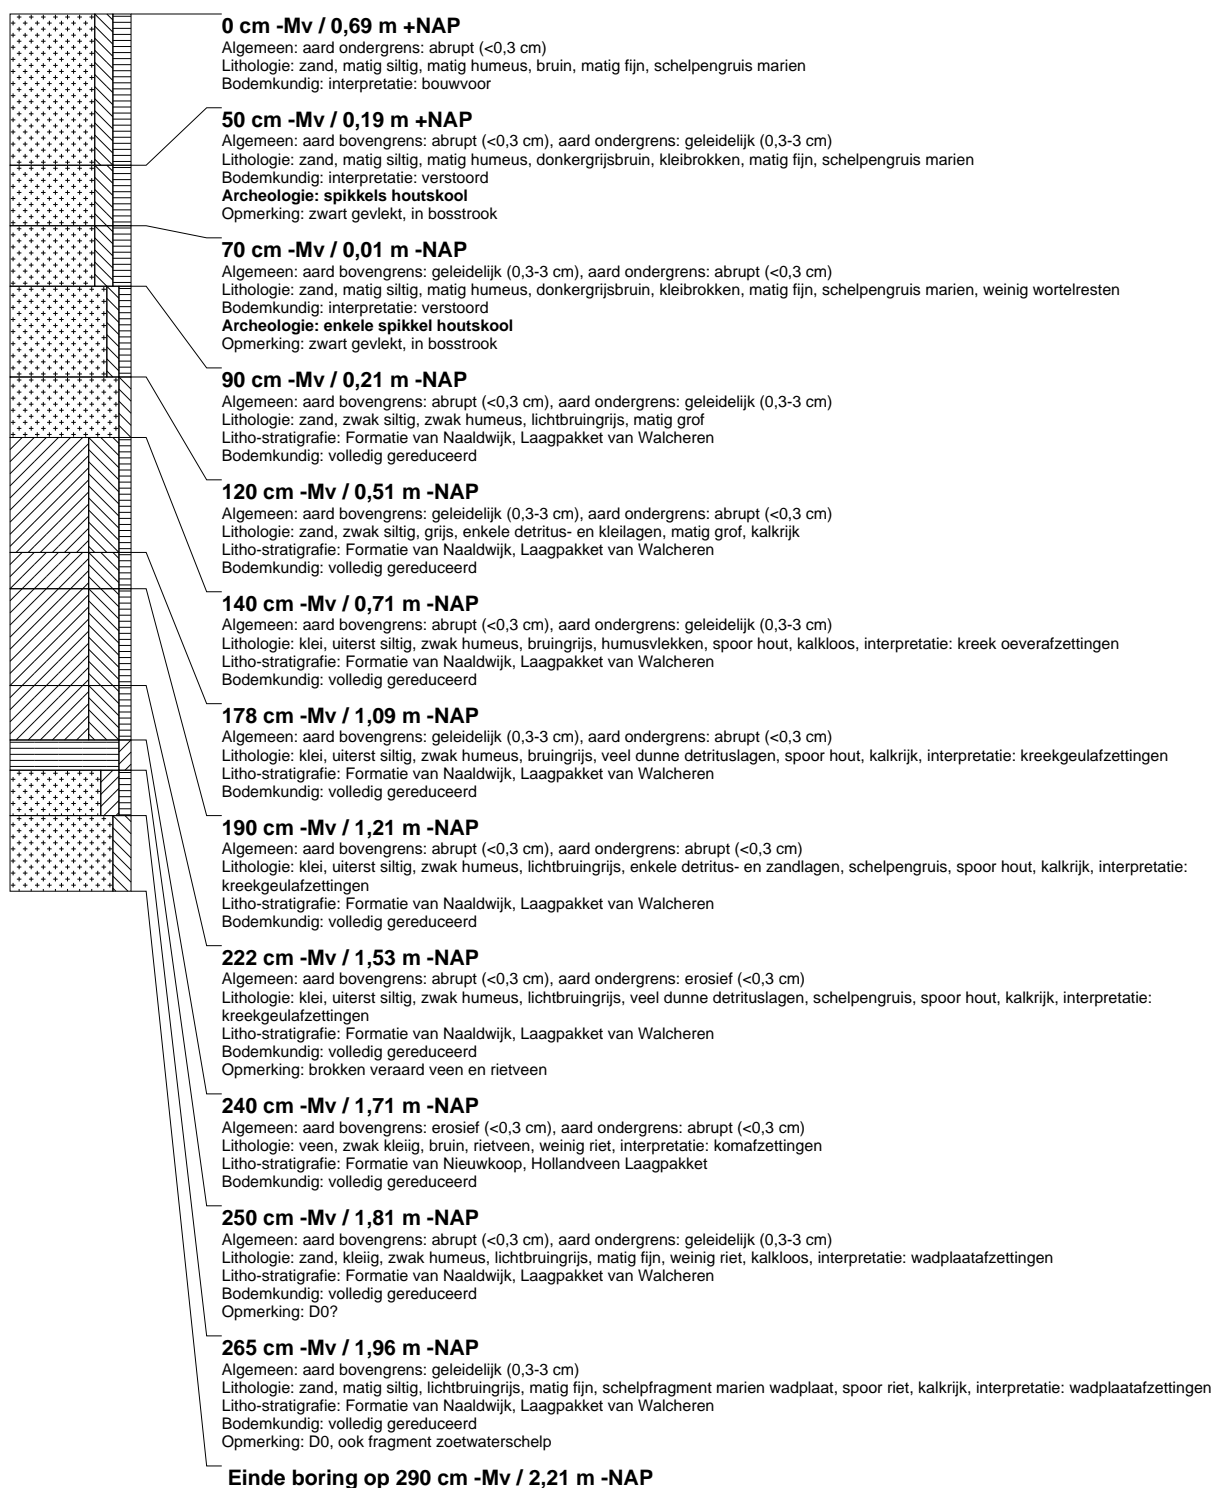 0 cm -Mv / 0,69 m +NAP
Algemeen: aard ondergrens: abrupt (<0,3 cm)
Lithologie: zand, matig siltig, matig humeus, bruin, matig fijn, schelpengruis marien
Bodemkundig: interpretatie: bouwvoor
50 cm -Mv / 0,19 m +NAP
Algemeen: aard bovengrens: abrupt (<0,3 cm), aard ondergrens: geleidelijk (0,3-3 cm)
Lithologie: zand, matig siltig, matig humeus, donkergrijsbruin, kleibrokken, matig fijn, schelpengruis marien
Bodemkundig: interpretatie: verstoord
Archeologie: spikkels houtskool
Opmerking: zwart gevlekt, in bosstrook
70 cm -Mv / 0,01 m -NAP
Algemeen: aard bovengrens: geleidelijk (0,3-3 cm), aard ondergrens: abrupt (<0,3 cm)
Lithologie: zand, matig siltig, matig humeus, donkergrijsbruin, kleibrokken, matig fijn, schelpengruis marien, weinig wortelresten
Bodemkundig: interpretatie: verstoord
Archeologie: enkele spikkel houtskool
Opmerking: zwart gevlekt, in bosstrook
90 cm -Mv / 0,21 m -NAP
Algemeen: aard bovengrens: abrupt (<0,3 cm), aard ondergrens: geleidelijk (0,3-3 cm)
Lithologie: zand, zwak siltig, zwak humeus, lichtbruingrijs, matig grof
Litho-stratigrafie: Formatie van Naaldwijk, Laagpakket van Walcheren
Bodemkundig: volledig gereduceerd
120 cm -Mv / 0,51 m -NAP
Algemeen: aard bovengrens: geleidelijk (0,3-3 cm), aard ondergrens: abrupt (<0,3 cm)
Lithologie: zand, zwak siltig, grijs, enkele detritus- en kleilagen, matig grof, kalkrijk
Litho-stratigrafie: Formatie van Naaldwijk, Laagpakket van Walcheren
Bodemkundig: volledig gereduceerd
140 cm -Mv / 0,71 m -NAP
Algemeen: aard bovengrens: abrupt (<0,3 cm), aard ondergrens: geleidelijk (0,3-3 cm)
Lithologie: klei, uiterst siltig, zwak humeus, bruingrijs, humusvlekken, spoor hout, kalkloos, interpretatie: kreek oeverafzettingen
Litho-stratigrafie: Formatie van Naaldwijk, Laagpakket van Walcheren
Bodemkundig: volledig gereduceerd
178 cm -Mv / 1,09 m -NAP
Algemeen: aard bovengrens: geleidelijk (0,3-3 cm), aard ondergrens: abrupt (<0,3 cm)
Lithologie: klei, uiterst siltig, zwak humeus, bruingrijs, veel dunne detrituslagen, spoor hout, kalkrijk, interpretatie: kreekgeulafzettingen
Litho-stratigrafie: Formatie van Naaldwijk, Laagpakket van Walcheren
Bodemkundig: volledig gereduceerd
190 cm -Mv / 1,21 m -NAP
Algemeen: aard bovengrens: abrupt (<0,3 cm), aard ondergrens: abrupt (<0,3 cm)
Lithologie: klei, uiterst siltig, zwak humeus, lichtbruingrijs, enkele detritus- en zandlagen, schelpengruis, spoor hout, kalkrijk, interpretatie:
kreekgeulafzettingen
Litho-stratigrafie: Formatie van Naaldwijk, Laagpakket van Walcheren
Bodemkundig: volledig gereduceerd
222 cm -Mv / 1,53 m -NAP
Algemeen: aard bovengrens: abrupt (<0,3 cm), aard ondergrens: erosief (<0,3 cm)
Lithologie: klei, uiterst siltig, zwak humeus, lichtbruingrijs, veel dunne detrituslagen, schelpengruis, spoor hout, kalkrijk, interpretatie:
kreekgeulafzettingen
Litho-stratigrafie: Formatie van Naaldwijk, Laagpakket van Walcheren
Bodemkundig: volledig gereduceerd
Opmerking: brokken veraard veen en rietveen
240 cm -Mv / 1,71 m -NAP
Algemeen: aard bovengrens: erosief (<0,3 cm), aard ondergrens: abrupt (<0,3 cm)
Lithologie: veen, zwak kleiig, bruin, rietveen, weinig riet, interpretatie: komafzettingen
Litho-stratigrafie: Formatie van Nieuwkoop, Hollandveen Laagpakket
Bodemkundig: volledig gereduceerd
250 cm -Mv / 1,81 m -NAP
Algemeen: aard bovengrens: abrupt (<0,3 cm), aard ondergrens: geleidelijk (0,3-3 cm)
Lithologie: zand, kleiig, zwak humeus, lichtbruingrijs, matig fijn, weinig riet, kalkloos, interpretatie: wadplaatafzettingen
Litho-stratigrafie: Formatie van Naaldwijk, Laagpakket van Walcheren
Bodemkundig: volledig gereduceerd
Opmerking: D0?
265 cm -Mv / 1,96 m -NAP
Algemeen: aard bovengrens: geleidelijk (0,3-3 cm)
Lithologie: zand, matig siltig, lichtbruingrijs, matig fijn, schelpfragment marien wadplaat, spoor riet, kalkrijk, interpretatie: wadplaatafzettingen
Litho-stratigrafie: Formatie van Naaldwijk, Laagpakket van Walcheren
Bodemkundig: volledig gereduceerd
Opmerking: D0, ook fragment zoetwaterschelp
Einde boring op 290 cm -Mv / 2,21 m -NAP